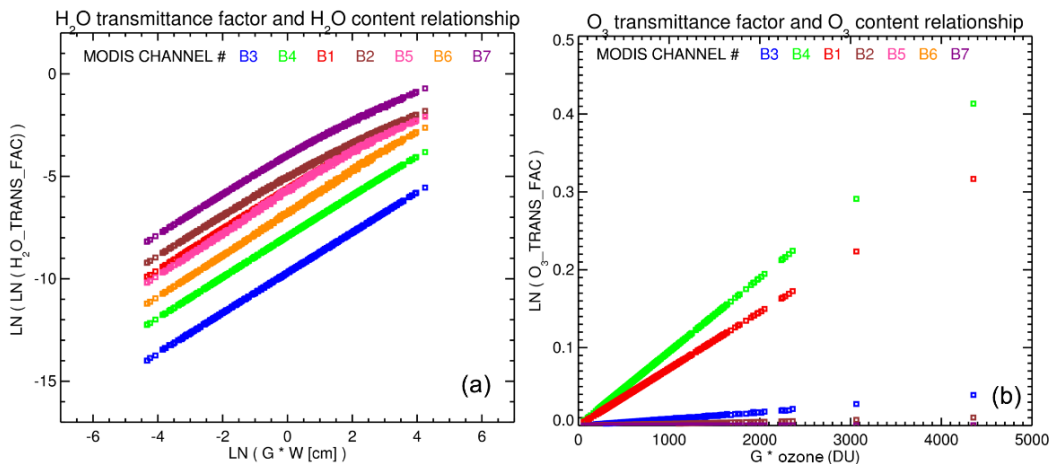 H₂O transmittance factor and H₂O content relationship
MODIS CHANNEL # B3 B4 B1 B2 B5 B6 B7
LN ( LN ( H₂O_TRANS_FAC))
0
-5
-10
-15
-6 -4 -2 0 2 4 6
LN ( G * W [cm] )
(a)
O₃ transmittance factor and O₃ content relationship
MODIS CHANNEL # B3 B4 B1 B2 B5 B6 B7
LN ( O₃_TRANS_FAC)
0.5
0.4
0.3
0.2
0.1
0.0
0 1000 2000 3000 4000 5000
G * ozone (DU)
(b)